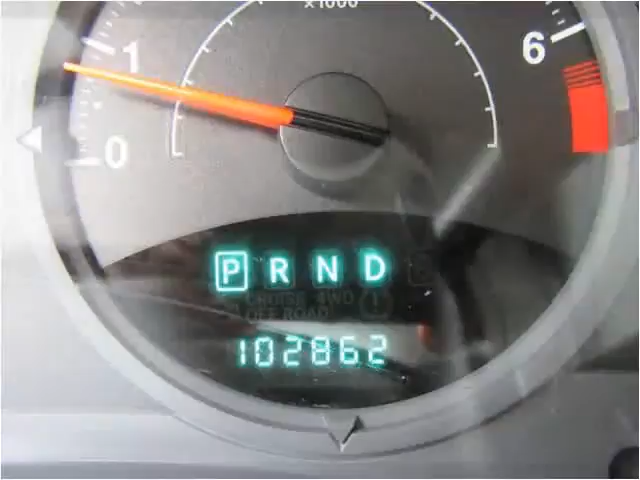 x1000
1
6
0
P R N D
CRUISE 4WD
OFF ROAD
102862